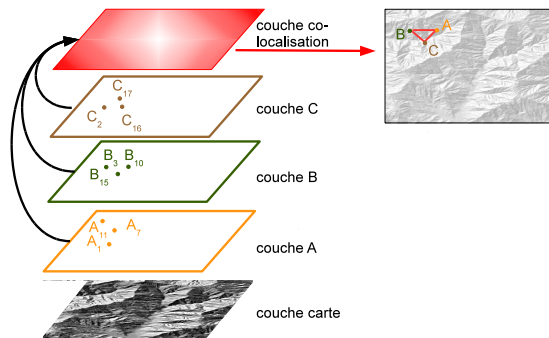 couche co-
localisation
B
A
C
C17
C2
C16
couche C
B3
B10
B15
couche B
A11
A7
A1
couche A
couche carte